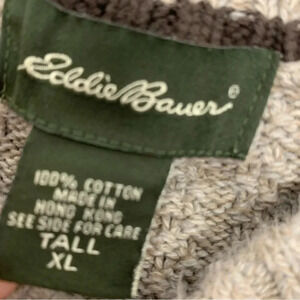 Eddie Bauer®
100% COTTON
MADE IN
HONG KONG
SEE SIDE FOR CARE
TALL
XL